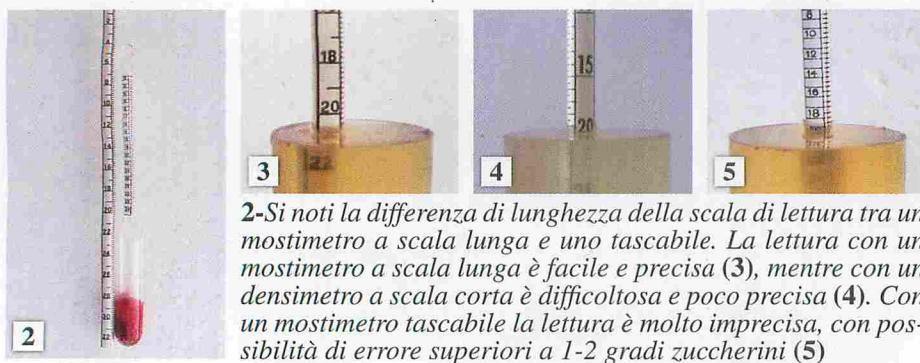 18
20
22
15
20
8
10
12
14
16
18
2
3
4
5
2-Si noti la differenza di lunghezza della scala di lettura tra un
mostimetro a scala lunga e uno tascabile. La lettura con un
mostimetro a scala lunga è facile e precisa (3), mentre con un
densimetro a scala corta è difficoltosa e poco precisa (4). Con
un mostimetro tascabile la lettura è molto imprecisa, con pos-
sibilità di errore superiori a 1-2 gradi zuccherini (5)